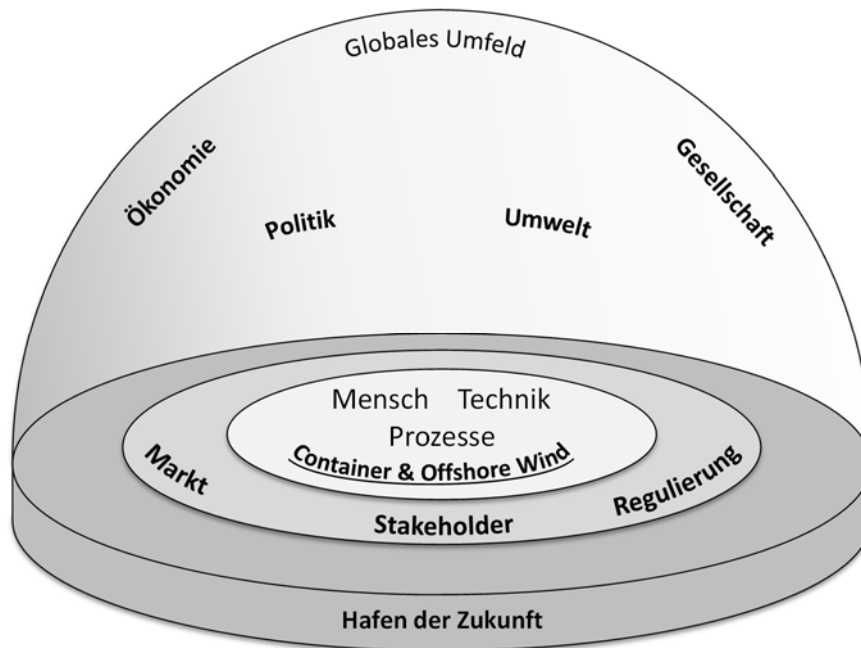 Globales Umfeld
Ökonomie
Gesellschaft
Politik
Umwelt
Mensch Technik
Prozesse
Container & Offshore Wind
Markt
Regulierung
Stakeholder
Hafen der Zukunft